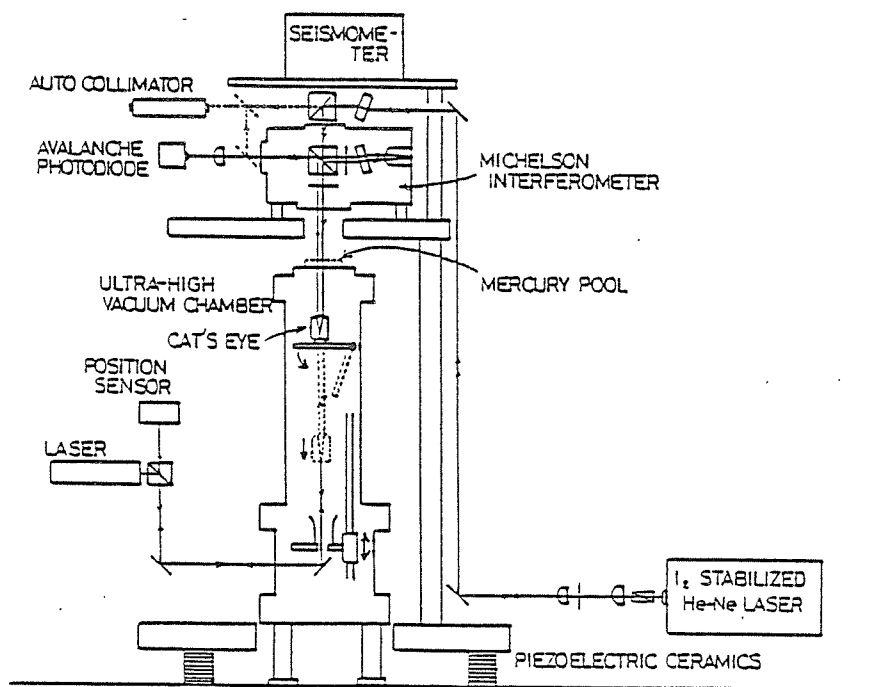 SEISMOME-
TER
AUTO COLLIMATOR
AVALANCHE
PHOTODIODE
MICHELSON
INTERFEROMETER
MERCURY POOL
ULTRA-HIGH
VACUUM CHAMBER
CAT'S EYE
POSITION
SENSOR
LASER
I₂ STABILIZED
He-Ne LASER
PIEZOELECTRIC CERAMICS